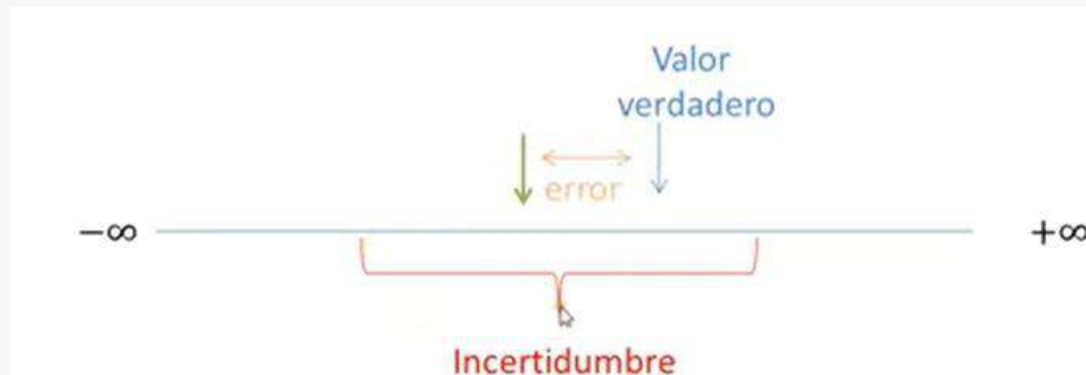 Valor
verdadero
error
−∞
+∞
Incertidumbre